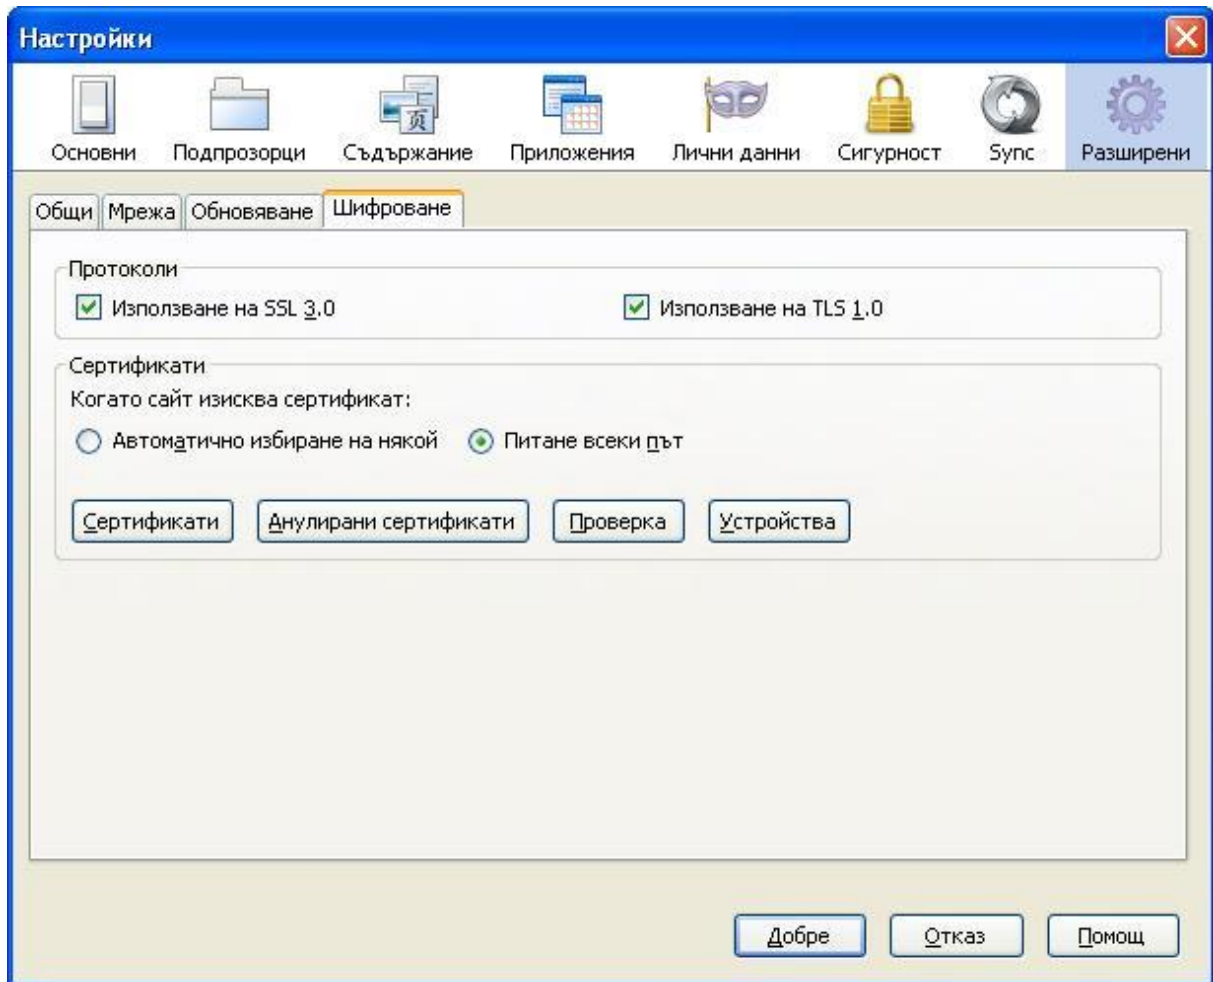 Настройки
Основни Подпрозорци Съдържание Приложения Лични данни Сигурност Sync Разширени
Общи Мрежа Обновяване Шифроване
Протоколи
Използване на SSL 3.0 Използване на TLS 1.0
Сертификати
Когато сайт изисква сертификат:
Автоматично избиране на някой Питане всеки път
Сертификати Анулирани сертификати Проверка Устройства
Добре Отказ Помощ